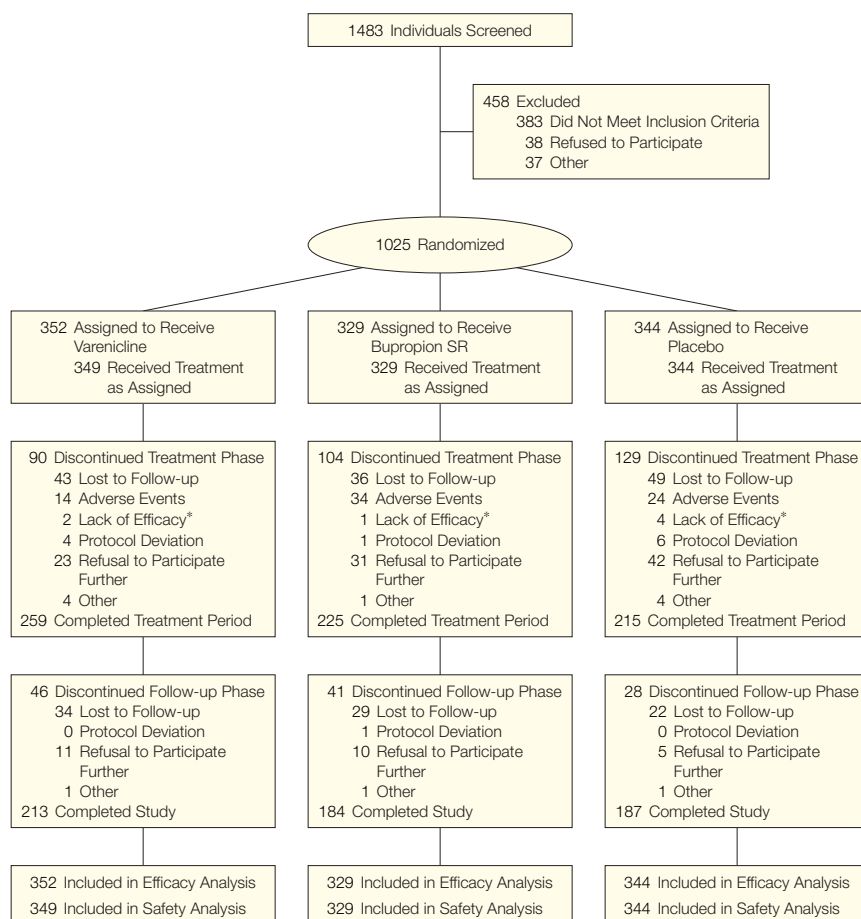 1483 Individuals Screened
458 Excluded
383 Did Not Meet Inclusion Criteria
38 Refused to Participate
37 Other
1025 Randomized
352 Assigned to Receive
Varenicline
349 Received Treatment
as Assigned
329 Assigned to Receive
Bupropion SR
329 Received Treatment
as Assigned
344 Assigned to Receive
Placebo
344 Received Treatment
as Assigned
90 Discontinued Treatment Phase
43 Lost to Follow-up
14 Adverse Events
2 Lack of Efficacy*
4 Protocol Deviation
23 Refusal to Participate
Further
4 Other
259 Completed Treatment Period
104 Discontinued Treatment Phase
36 Lost to Follow-up
34 Adverse Events
1 Lack of Efficacy*
1 Protocol Deviation
31 Refusal to Participate
Further
1 Other
225 Completed Treatment Period
129 Discontinued Treatment Phase
49 Lost to Follow-up
24 Adverse Events
4 Lack of Efficacy*
6 Protocol Deviation
42 Refusal to Participate
Further
4 Other
215 Completed Treatment Period
46 Discontinued Follow-up Phase
34 Lost to Follow-up
0 Protocol Deviation
11 Refusal to Participate
Further
1 Other
213 Completed Study
41 Discontinued Follow-up Phase
29 Lost to Follow-up
1 Protocol Deviation
10 Refusal to Participate
Further
1 Other
184 Completed Study
28 Discontinued Follow-up Phase
22 Lost to Follow-up
0 Protocol Deviation
5 Refusal to Participate
Further
1 Other
187 Completed Study
352 Included in Efficacy Analysis
349 Included in Safety Analysis
329 Included in Efficacy Analysis
329 Included in Safety Analysis
344 Included in Efficacy Analysis
344 Included in Safety Analysis